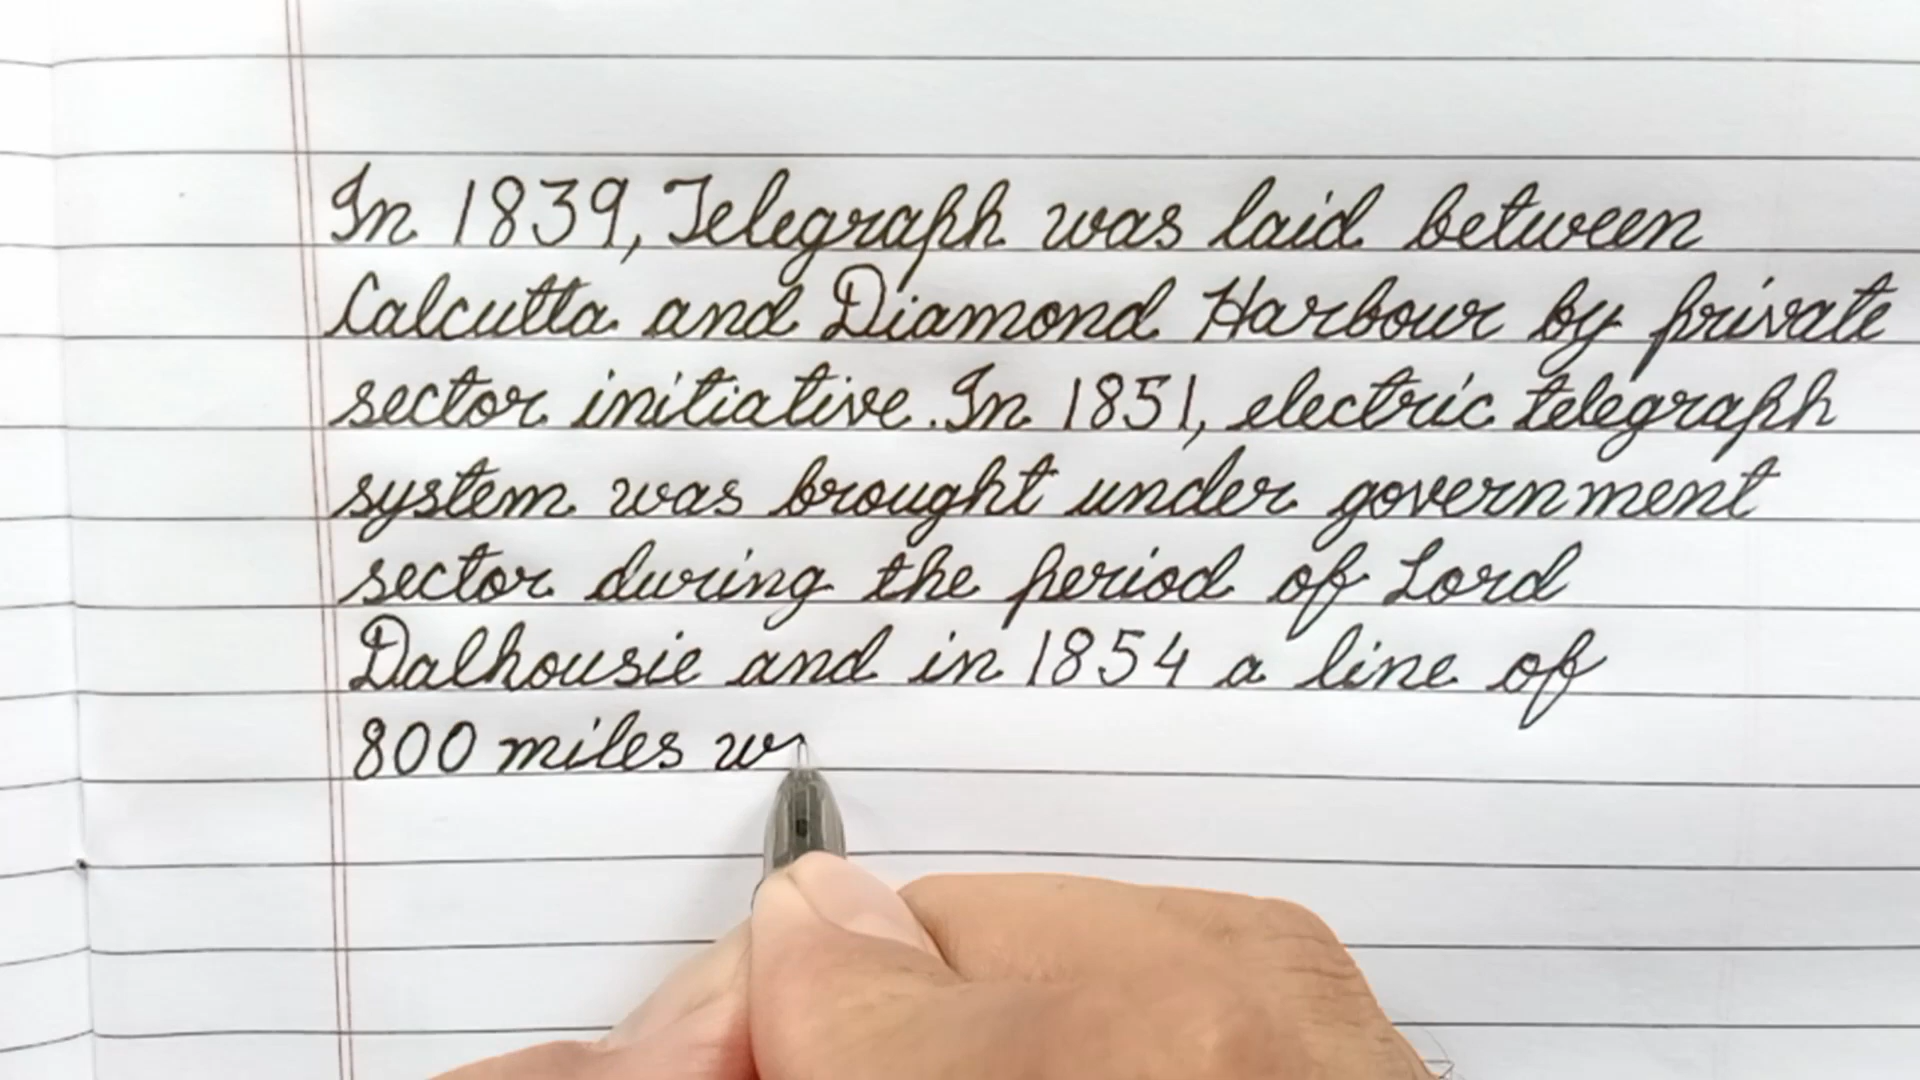 In 1839, Telegraph was laid between
Calcutta and Diamond Harbour by private
sector initiative. In 1851, electric telegraph
system was brought under government
sector during the period of Lord
Dalhousie and in 1854 a line of
800 miles w